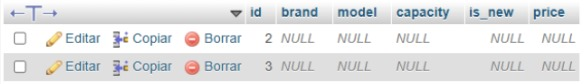 id brand model capacity is_new price
Editar Copiar Borrar 2 NULL NULL NULL NULL NULL
Editar Copiar Borrar 3 NULL NULL NULL NULL NULL